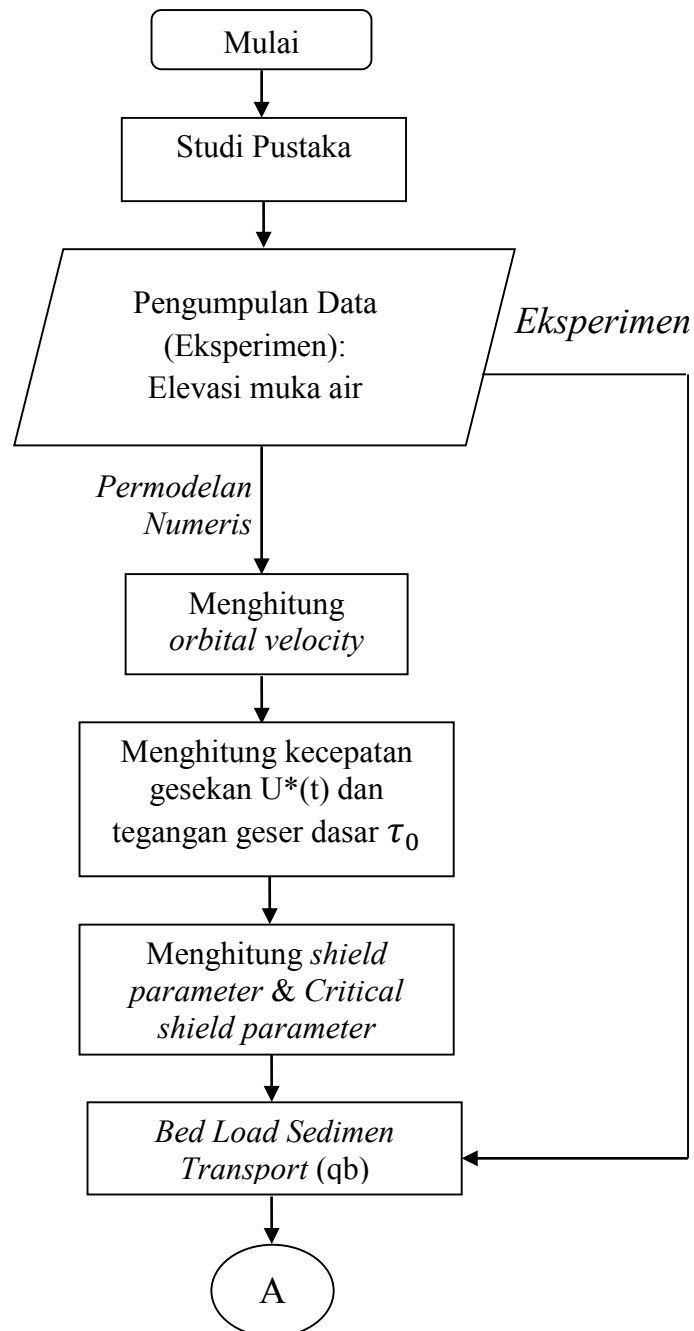 Mulai
Studi Pustaka
Pengumpulan Data
(Eksperimen):
Elevasi muka air
Eksperimen
Permodelan
Numeris
Menghitung
orbital velocity
Menghitung kecepatan
gesekan U*(t) dan
tegangan geser dasar τ₀
Menghitung shield
parameter & Critical
shield parameter
Bed Load Sedimen
Transport (qb)
A